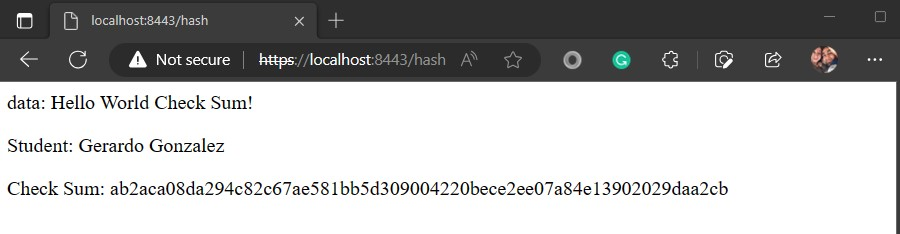 localhost:8443/hash
Not secure https://localhost:8443/hash
data: Hello World Check Sum!
Student: Gerardo Gonzalez
Check Sum: ab2aca08da294c82c67ae581bb5d309004220bece2ee07a84e13902029daa2cb